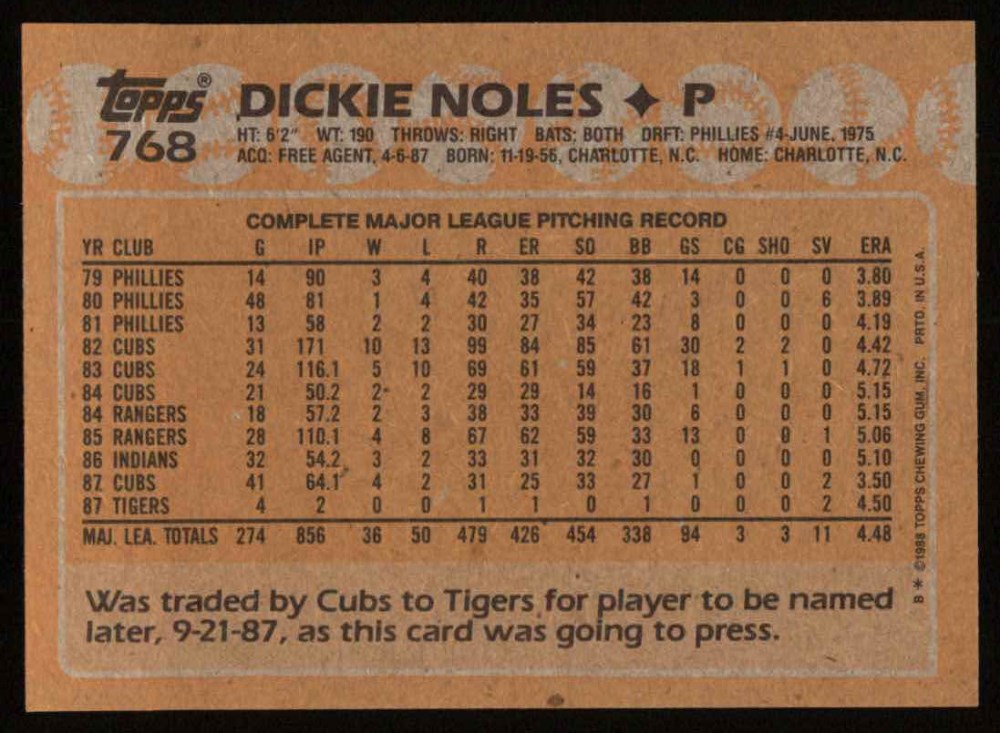 topps® DICKIE NOLES ✦ P
768 HT: 6'2" WT: 190 THROWS: RIGHT BATS: BOTH DRFT: PHILLIES #4-JUNE, 1975
ACQ: FREE AGENT, 4-6-87 BORN: 11-19-56, CHARLOTTE, N.C. HOME: CHARLOTTE, N.C.
COMPLETE MAJOR LEAGUE PITCHING RECORD
YR CLUB G IP W L R ER SO BB GS CG SHO SV ERA
79 PHILLIES 14 90 3 4 40 38 42 38 14 0 0 0 3.80
80 PHILLIES 48 81 1 4 42 35 57 42 3 0 0 6 3.89
81 PHILLIES 13 58 2 2 30 27 34 23 8 0 0 0 4.19
82 CUBS 31 171 10 13 99 84 85 61 30 2 2 0 4.42
83 CUBS 24 116.1 5 10 69 61 59 37 18 1 1 0 4.72
84 CUBS 21 50.2 2 2 29 29 14 16 1 0 0 0 5.15
84 RANGERS 18 57.2 2 3 38 33 39 30 6 0 0 0 5.15
85 RANGERS 28 110.1 4 8 67 62 59 33 13 0 0 1 5.06
86 INDIANS 32 54.2 3 2 33 31 32 30 0 0 0 0 5.10
87 CUBS 41 64.1 4 2 31 25 33 27 1 0 0 2 3.50
87 TIGERS 4 2 0 0 1 1 0 1 0 0 0 2 4.50
MAJ. LEA. TOTALS 274 856 36 50 479 426 454 338 94 3 3 11 4.48
Was traded by Cubs to Tigers for player to be named
later, 9-21-87, as this card was going to press.
B * ©1988 TOPPS CHEWING GUM, INC. PRTD. IN U.S.A.